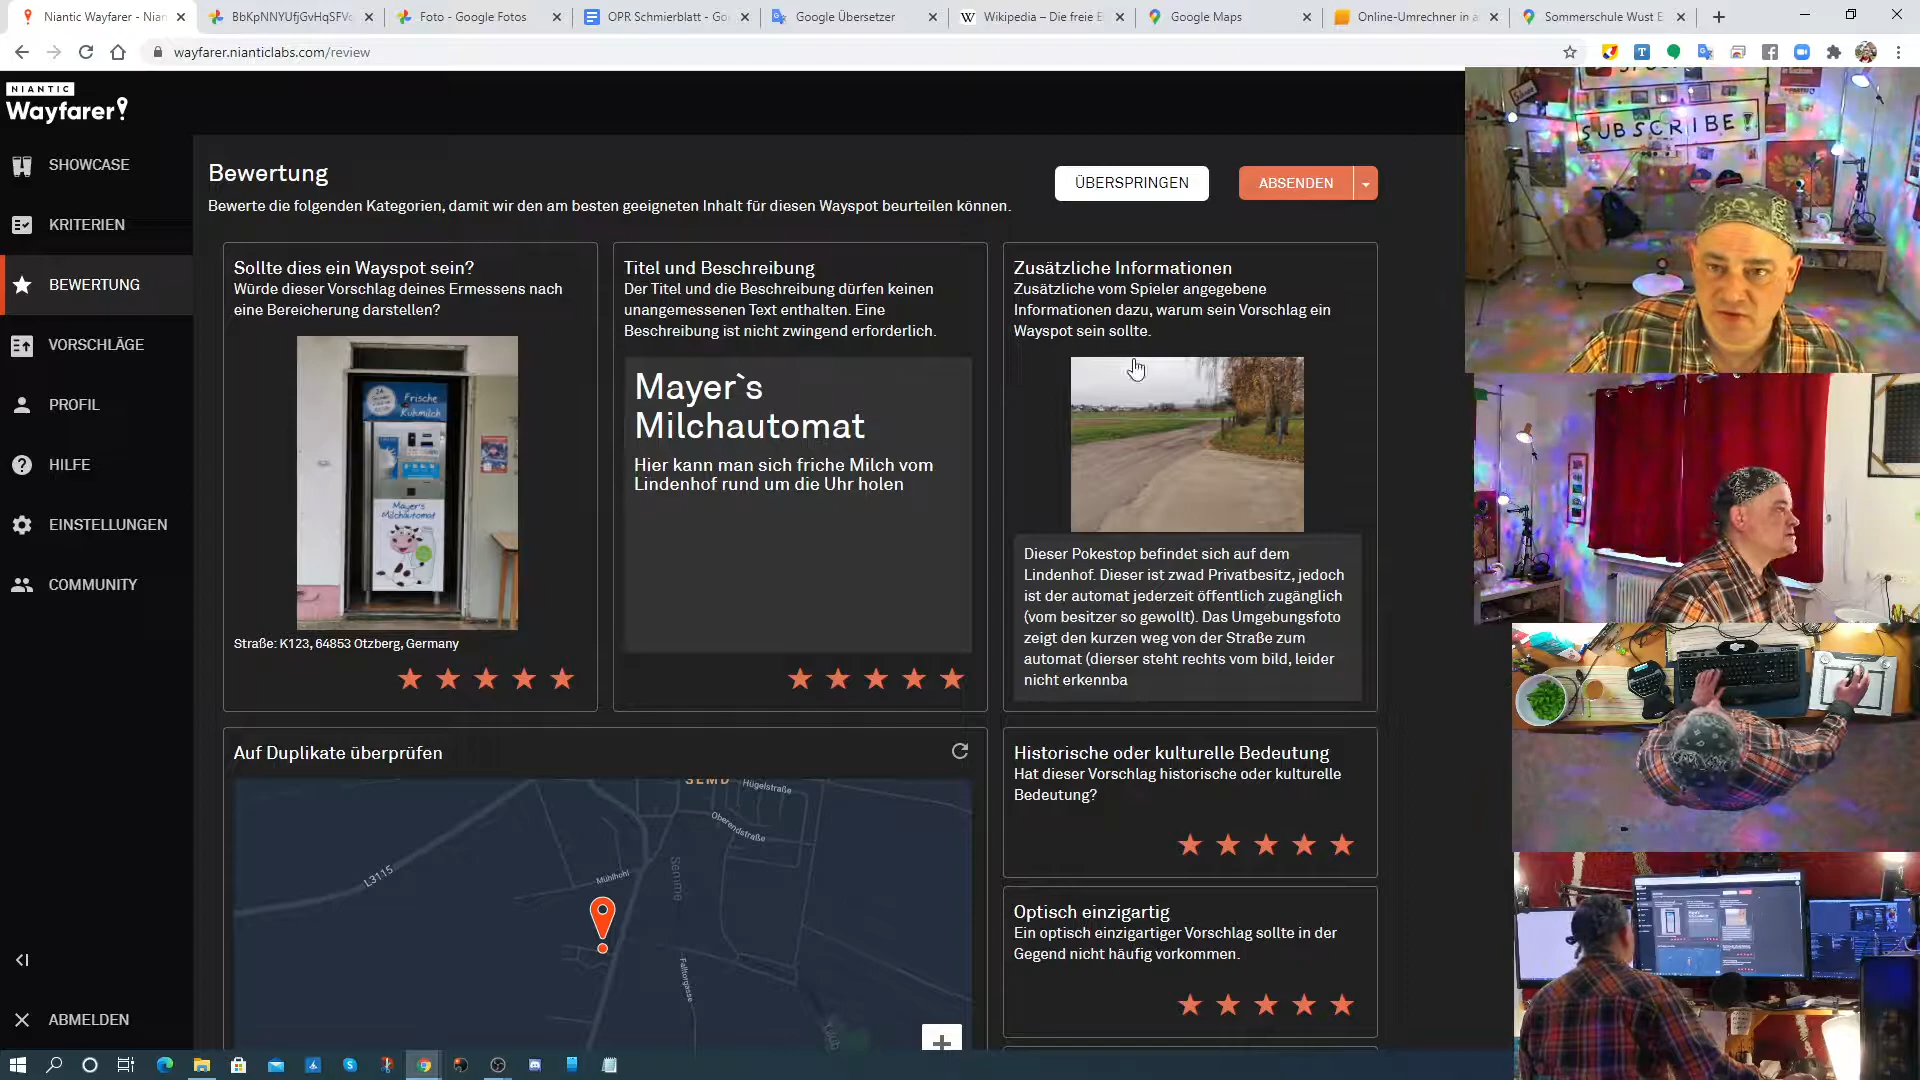 Niantic Wayfarer - Nian
BbKpNNYUfjGvHqSFV
Foto - Google Fotos
OPR Schmierblatt - Go
Google Übersetzer
Wikipedia – Die freie E
Google Maps
Online-Umrechner in a
Sommerschule Wust E
wayfarer.nianticlabs.com/review
NIANTIC
Wayfarer
SHOWCASE
KRITERIEN
BEWERTUNG
VORSCHLÄGE
PROFIL
HILFE
EINSTELLUNGEN
COMMUNITY
ABMELDEN
Bewertung
Bewerte die folgenden Kategorien, damit wir den am besten geeigneten Inhalt für diesen Wayspot beurteilen können.
ÜBERSPRINGEN
ABSENDEN
Sollte dies ein Wayspot sein?
Würde dieser Vorschlag deines Ermessens nach
eine Bereicherung darstellen?
Frische
Kuhmilch
Mayer's
Milchautomat
Straße: K123, 64853 Otzberg, Germany
Titel und Beschreibung
Der Titel und die Beschreibung dürfen keinen
unangemessenen Text enthalten. Eine
Beschreibung ist nicht zwingend erforderlich.
Mayer`s
Milchautomat
Hier kann man sich friche Milch vom
Lindenhof rund um die Uhr holen
Zusätzliche Informationen
Zusätzliche vom Spieler angegebene
Informationen dazu, warum sein Vorschlag ein
Wayspot sein sollte.
Dieser Pokestop befindet sich auf dem
Lindenhof. Dieser ist zwad Privatbesitz, jedoch
ist der automat jederzeit öffentlich zugänglich
(vom besitzer so gewollt). Das Umgebungsfoto
zeigt den kurzen weg von der Straße zum
automat (dierser steht rechts vom bild, leider
nicht erkennba
Auf Duplikate überprüfen
SEMD
Hügelstraße
Oberendstraße
L3115
Mühlhohl
Semme
Falltorgasse
+
Historische oder kulturelle Bedeutung
Hat dieser Vorschlag historische oder kulturelle
Bedeutung?
Optisch einzigartig
Ein optisch einzigartiger Vorschlag sollte in der
Gegend nicht häufig vorkommen.
SUBSCRIBE!